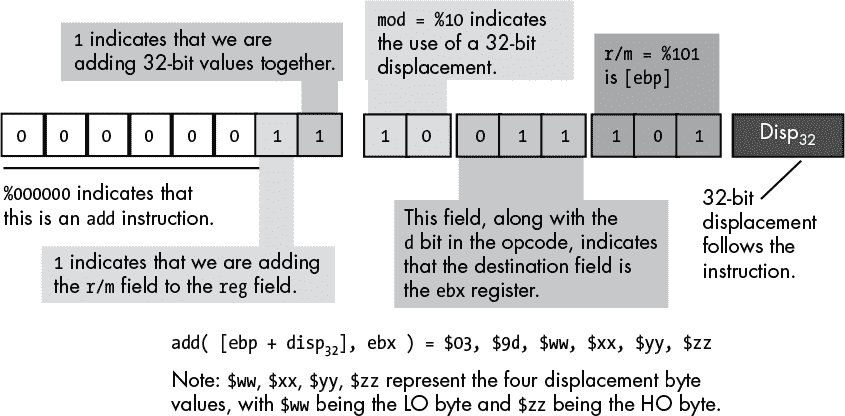 1 indicates that we are
adding 32-bit values together.
mod = %10 indicates
the use of a 32-bit
displacement.
r/m = %101
is [ebp]
0 0 0 0 0 0 1 1 1 0 0 1 1 1 0 1 Disp32
%000000 indicates that
this is an add instruction.
1 indicates that we are adding
the r/m field to the reg field.
This field, along with the
d bit in the opcode, indicates
that the destination field is
the ebx register.
32-bit
displacement
follows the
instruction.
add( [ebp + disp32], ebx ) = $03, $9d, $ww, $xx, $yy, $zz
Note: $ww, $xx, $yy, $zz represent the four displacement byte
values, with $ww being the LO byte and $zz being the HO byte.